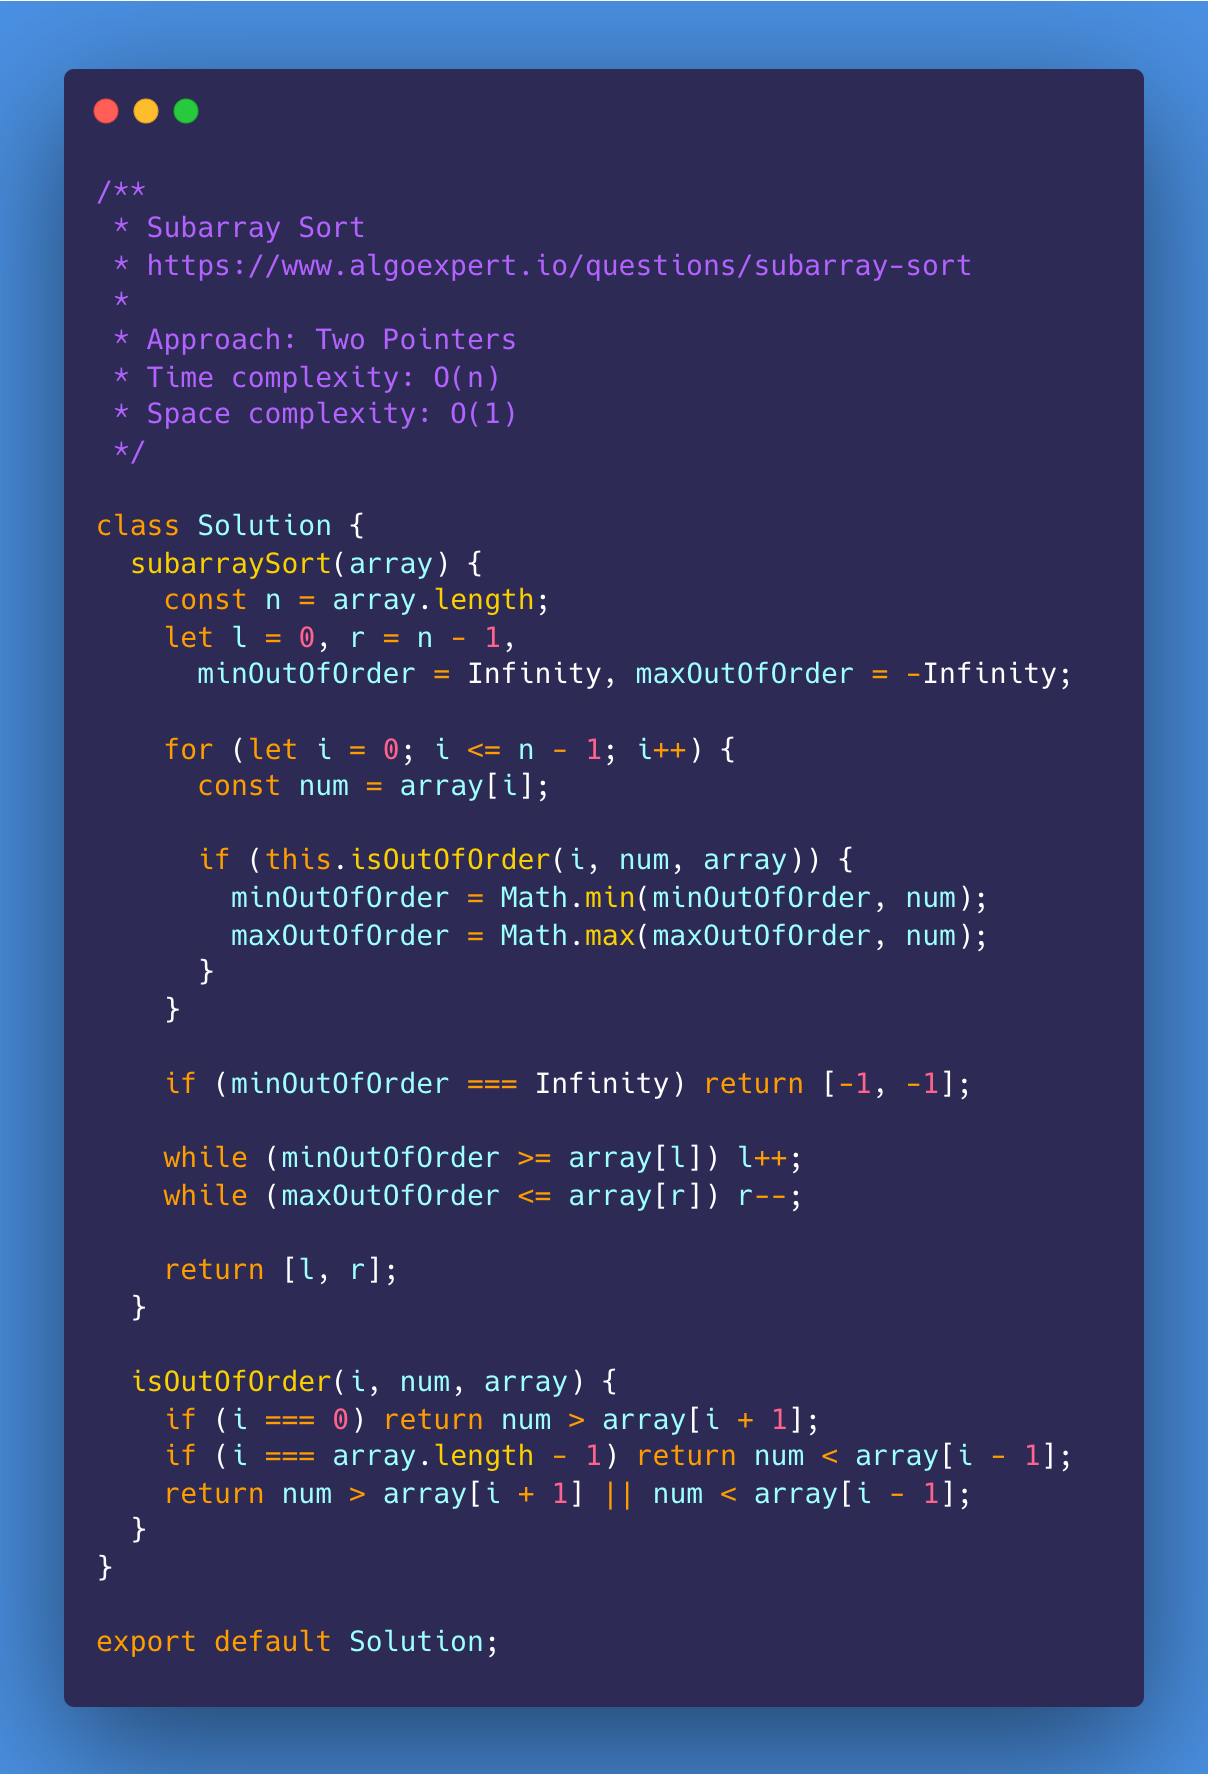 /**
 * Subarray Sort
 * https://www.algoexpert.io/questions/subarray-sort
 *
 * Approach: Two Pointers
 * Time complexity: O(n)
 * Space complexity: O(1)
 */

class Solution {
  subarraySort(array) {
    const n = array.length;
    let l = 0, r = n - 1,
      minOutOfOrder = Infinity, maxOutOfOrder = -Infinity;

    for (let i = 0; i <= n - 1; i++) {
      const num = array[i];

      if (this.isOutOfOrder(i, num, array)) {
        minOutOfOrder = Math.min(minOutOfOrder, num);
        maxOutOfOrder = Math.max(maxOutOfOrder, num);
      }
    }

    if (minOutOfOrder === Infinity) return [-1, -1];

    while (minOutOfOrder >= array[l]) l++;
    while (maxOutOfOrder <= array[r]) r--;

    return [l, r];
  }

  isOutOfOrder(i, num, array) {
    if (i === 0) return num > array[i + 1];
    if (i === array.length - 1) return num < array[i - 1];
    return num > array[i + 1] || num < array[i - 1];
  }
}

export default Solution;